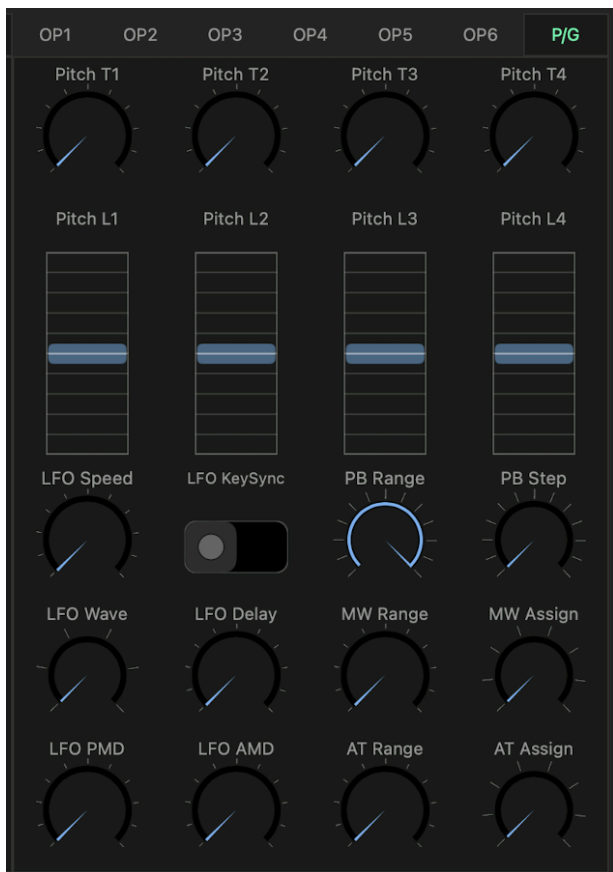 OP1 OP2 OP3 OP4 OP5 OP6 P/G
Pitch T1 Pitch T2 Pitch T3 Pitch T4
Pitch L1 Pitch L2 Pitch L3 Pitch L4
LFO Speed LFO KeySync PB Range PB Step
LFO Wave LFO Delay MW Range MW Assign
LFO PMD LFO AMD AT Range AT Assign